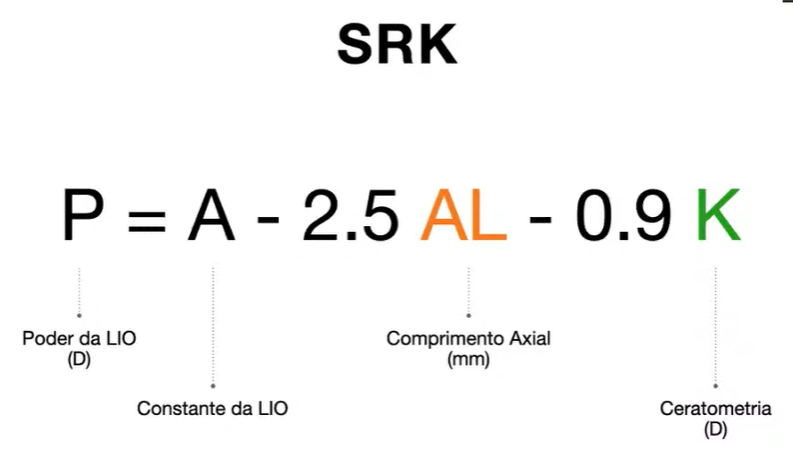 SRK
P = A - 2.5 AL - 0.9 K
Poder da LIO
(D)
Comprimento Axial
(mm)
Constante da LIO
Ceratometria
(D)